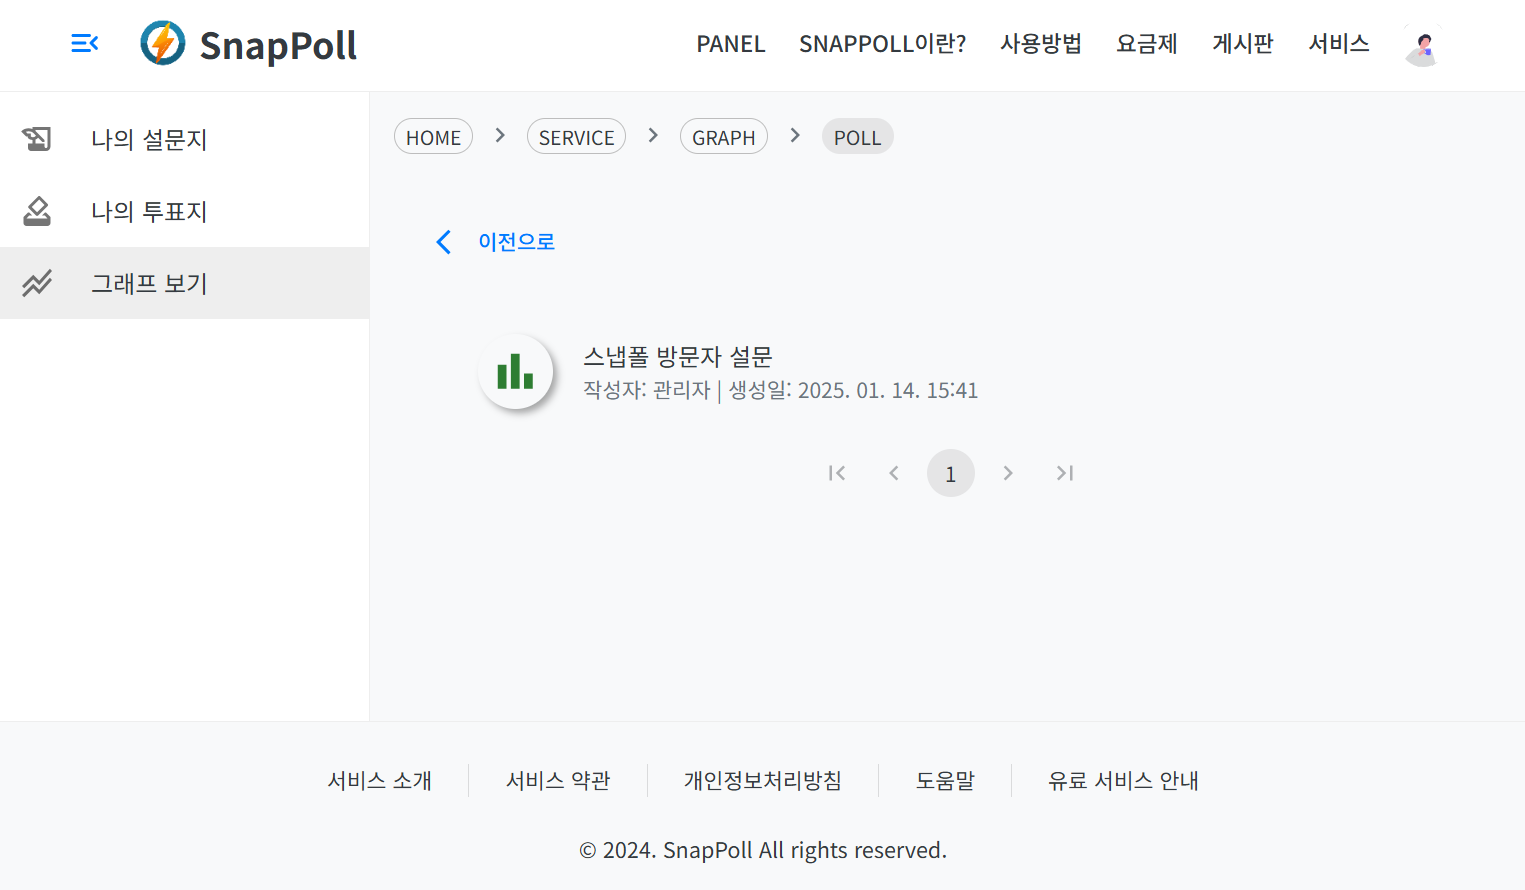 SnapPoll
PANEL
SNAPPOLL이란?
사용방법
요금제
게시판
서비스
나의 설문지
나의 투표지
그래프 보기
HOME
SERVICE
GRAPH
POLL
이전으로
스냅폴 방문자 설문
작성자: 관리자 | 생성일: 2025. 01. 14. 15:41
1
서비스 소개
서비스 약관
개인정보처리방침
도움말
유료 서비스 안내
© 2024. SnapPoll All rights reserved.